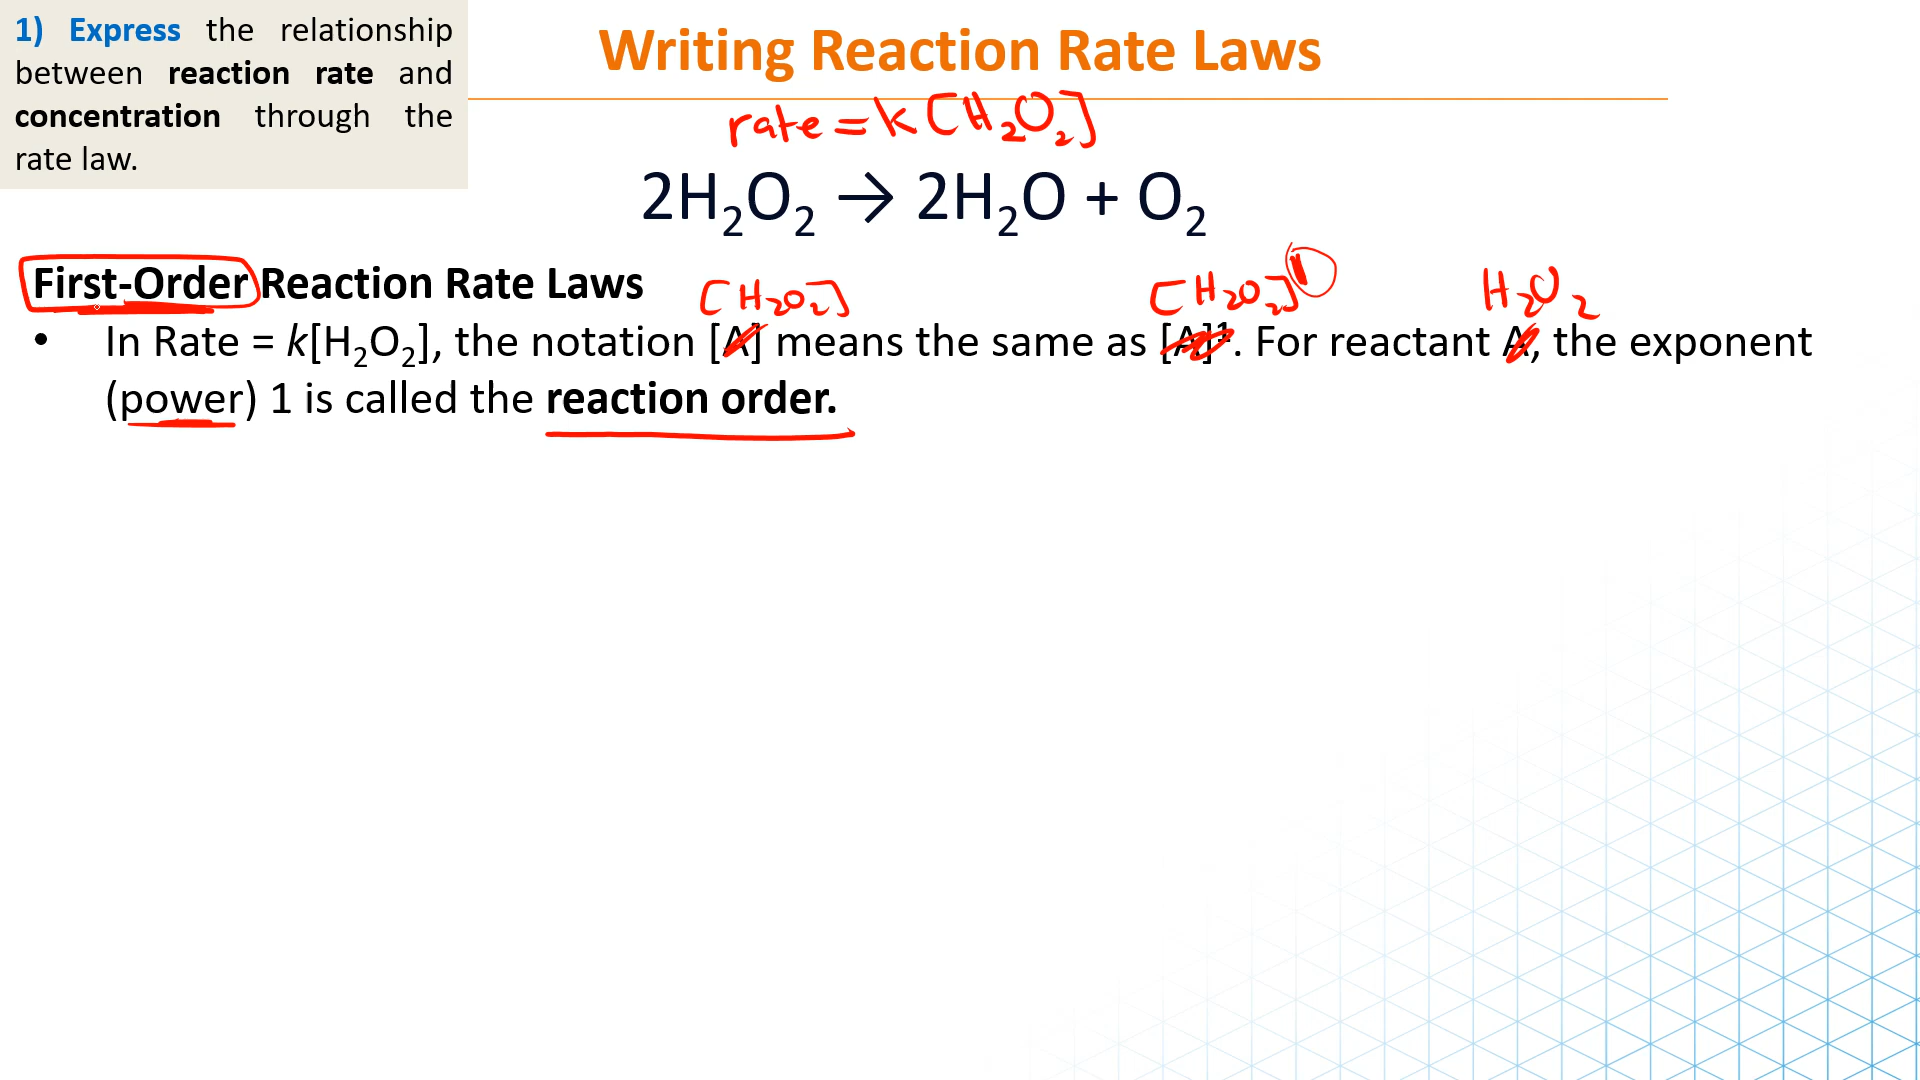 1) Express the relationship
between reaction rate and
concentration through the
rate law.
Writing Reaction Rate Laws
rate = k[H₂O₂]
2H₂O₂ → 2H₂O + O₂
First-Order Reaction Rate Laws
[H₂O₂] [H₂O₂]¹ H₂O₂
• In Rate = k[H₂O₂], the notation [A] means the same as [A]¹. For reactant A, the exponent
(power) 1 is called the reaction order.